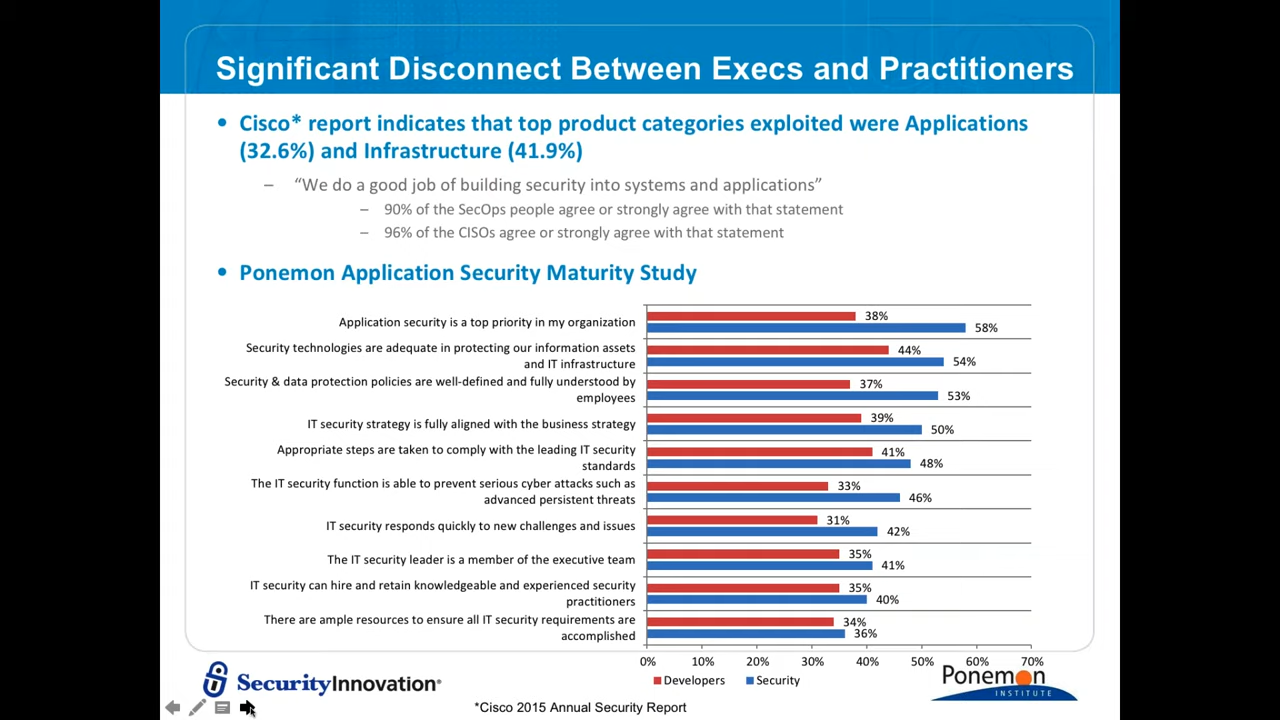 Significant Disconnect Between Execs and Practitioners
• Cisco* report indicates that top product categories exploited were Applications
(32.6%) and Infrastructure (41.9%)
– “We do a good job of building security into systems and applications”
– 90% of the SecOps people agree or strongly agree with that statement
– 96% of the CISOs agree or strongly agree with that statement
• Ponemon Application Security Maturity Study
Application security is a top priority in my organization
38%
58%
Security technologies are adequate in protecting our information assets
and IT infrastructure
44%
54%
Security & data protection policies are well-defined and fully understood by
employees
37%
53%
IT security strategy is fully aligned with the business strategy
39%
50%
Appropriate steps are taken to comply with the leading IT security
standards
41%
48%
The IT security function is able to prevent serious cyber attacks such as
advanced persistent threats
33%
46%
IT security responds quickly to new challenges and issues
31%
42%
The IT security leader is a member of the executive team
35%
41%
IT security can hire and retain knowledgeable and experienced security
practitioners
35%
40%
There are ample resources to ensure all IT security requirements are
accomplished
34%
36%
0% 10% 20% 30% 40% 50% 60% 70%
Developers Security
SecurityInnovation®
Ponemon
INSTITUTE
*Cisco 2015 Annual Security Report